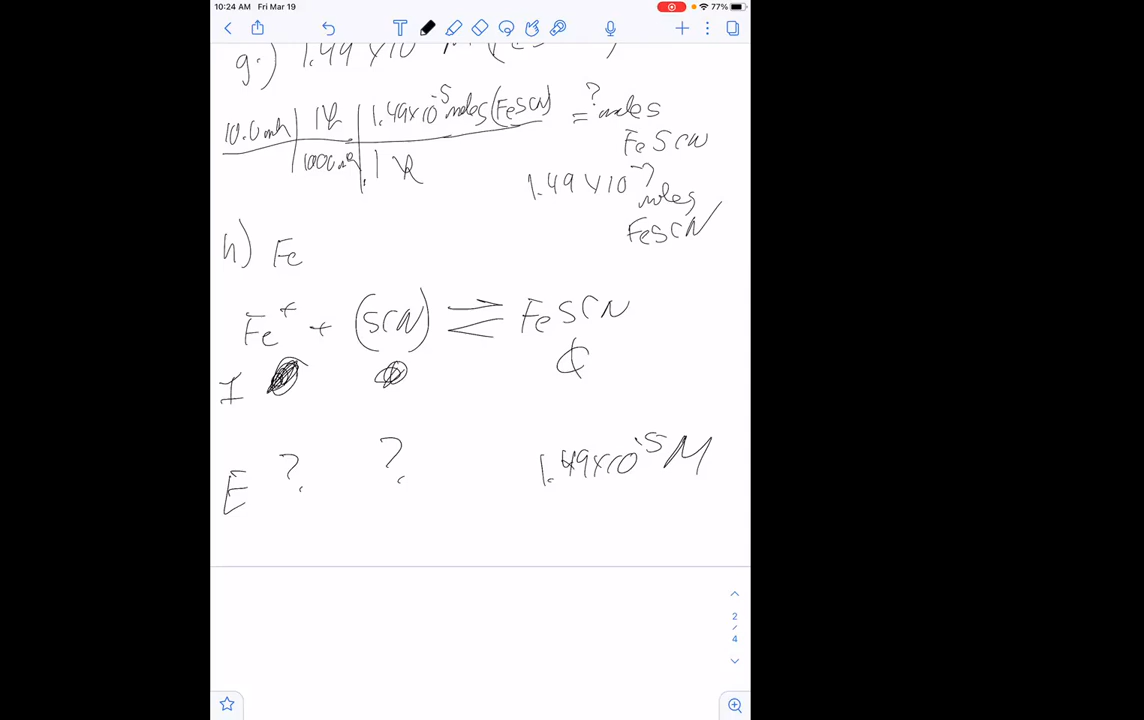 10:24 AM Fri Mar 19
77%
g.) 1.49 x10
10.0 mL | 1 L | 1.49x10^-5 moles (FeSCN) = ? moles
1000 mL | 1 L
FeSCN
1.49 x10^-7
moles
FeSCN
h) Fe
Fe^+ + (SCN) ⇌ FeSCN
I
E ? ? 1.49x10^-5 M
2
/
4